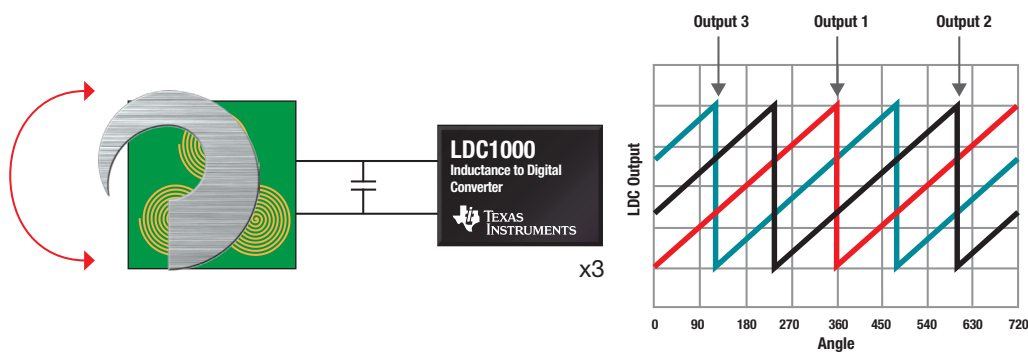 LDC1000
Inductance to Digital
Converter
TEXAS
INSTRUMENTS
x3
Output 3
Output 1
Output 2
LDC Output
0
90
180
270
360
450
540
630
720
Angle